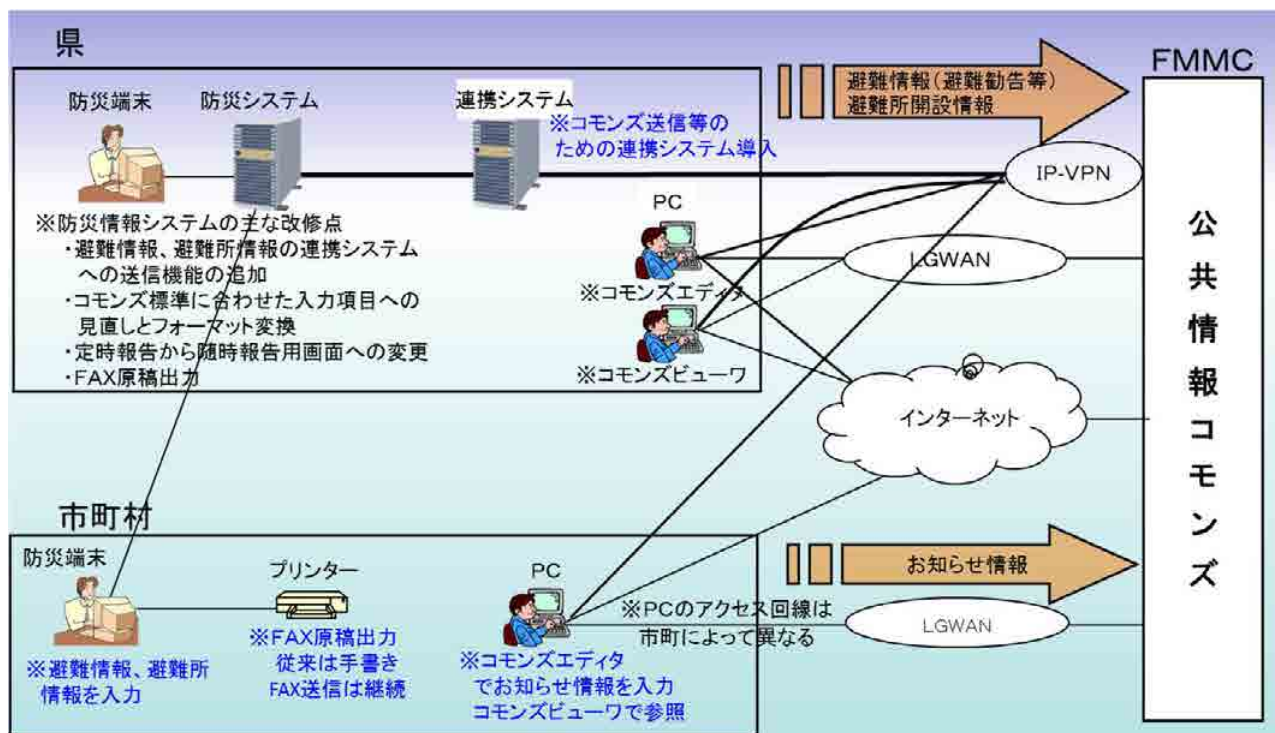 県
FMMC
防災端末
防災システム
連携システム
※コモンズ送信等の
ための連携システム導入
避難情報(避難勧告等)
避難所開設情報
IP-VPN
※防災情報システムの主な改修点
・避難情報、避難所情報の連携システム
への送信機能の追加
・コモンズ標準に合わせた入力項目への
見直しとフォーマット変換
・定時報告から随時報告用画面への変更
・FAX原稿出力
PC
※コモンズエディタ
※コモンズビューワ
LGWAN
インターネット
公共情報コモンズ
市町村
防災端末
※避難情報、避難所
情報を入力
プリンター
※FAX原稿出力
従来は手書き
FAX送信は継続
PC
※コモンズエディタ
でお知らせ情報を入力
コモンズビューワで参照
※PCのアクセス回線は
市町によって異なる
お知らせ情報
LGWAN